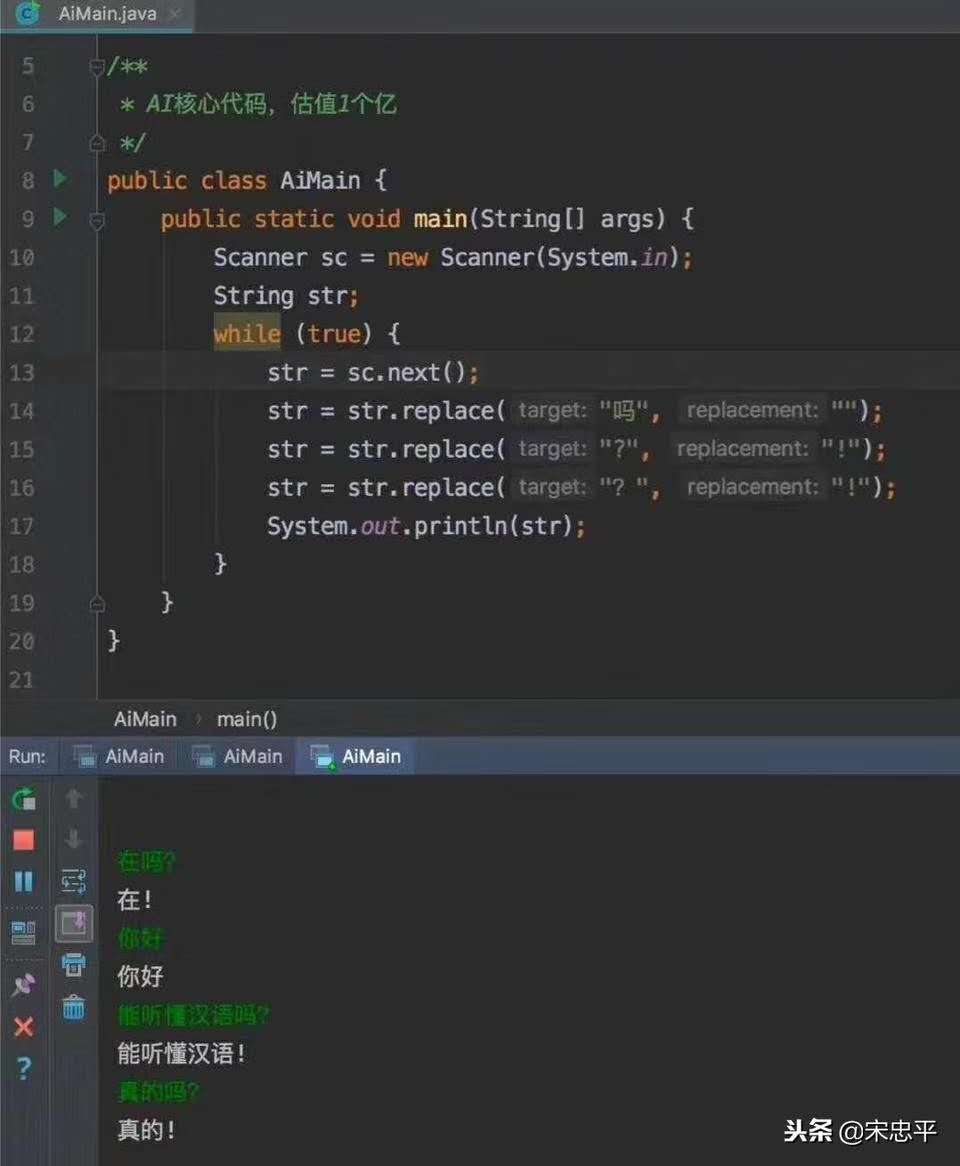 AiMain.java
5 /**
6 * AI核心代码，估值1个亿
7 */
8 public class AiMain {
9 public static void main(String[] args) {
10 Scanner sc = new Scanner(System.in);
11 String str;
12 while (true) {
13 str = sc.next();
14 str = str.replace( target: "吗", replacement: "");
15 str = str.replace( target: "?", replacement: "!");
16 str = str.replace( target: "？", replacement: "!");
17 System.out.println(str);
18 }
19 }
20 }
21
AiMain › main()
Run: AiMain AiMain AiMain
在吗?
在!
你好
你好
能听懂汉语吗?
能听懂汉语!
真的吗?
真的!
头条 @宋忠平